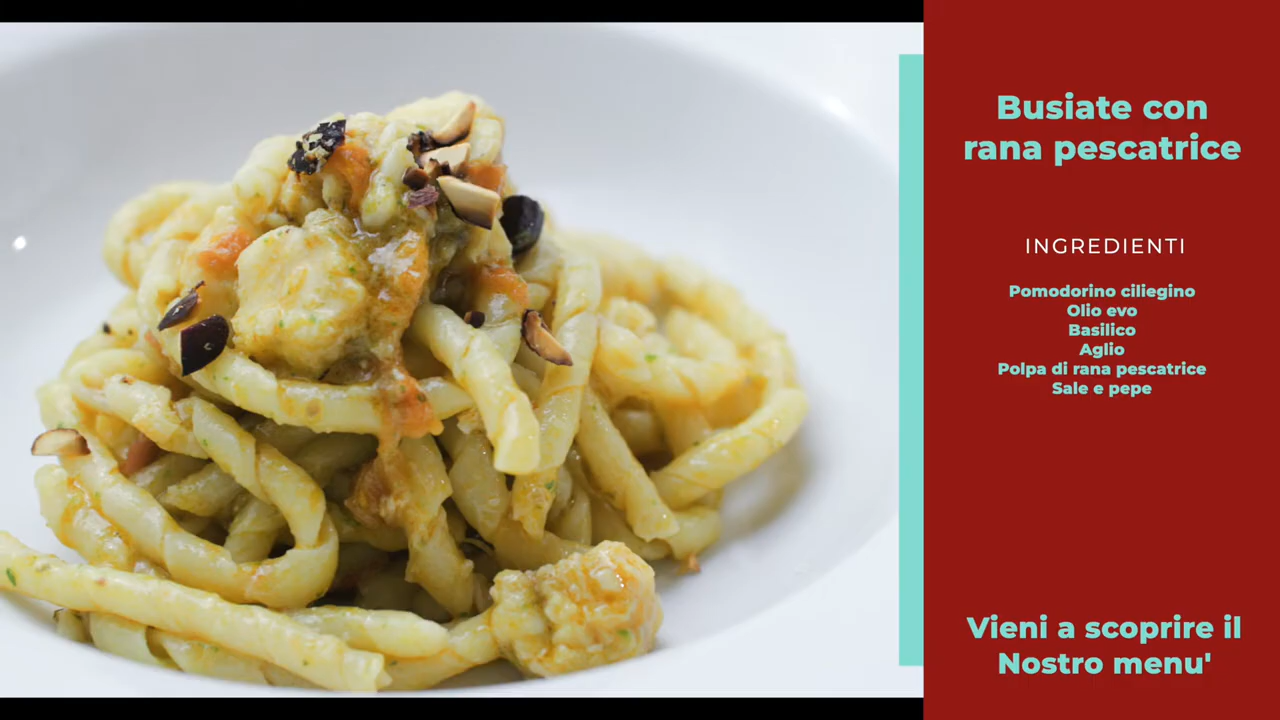 Busiate con
rana pescatrice
INGREDIENTI
Pomodorino ciliegino
Olio evo
Basilico
Aglio
Polpa di rana pescatrice
Sale e pepe
Vieni a scoprire il
Nostro menu'